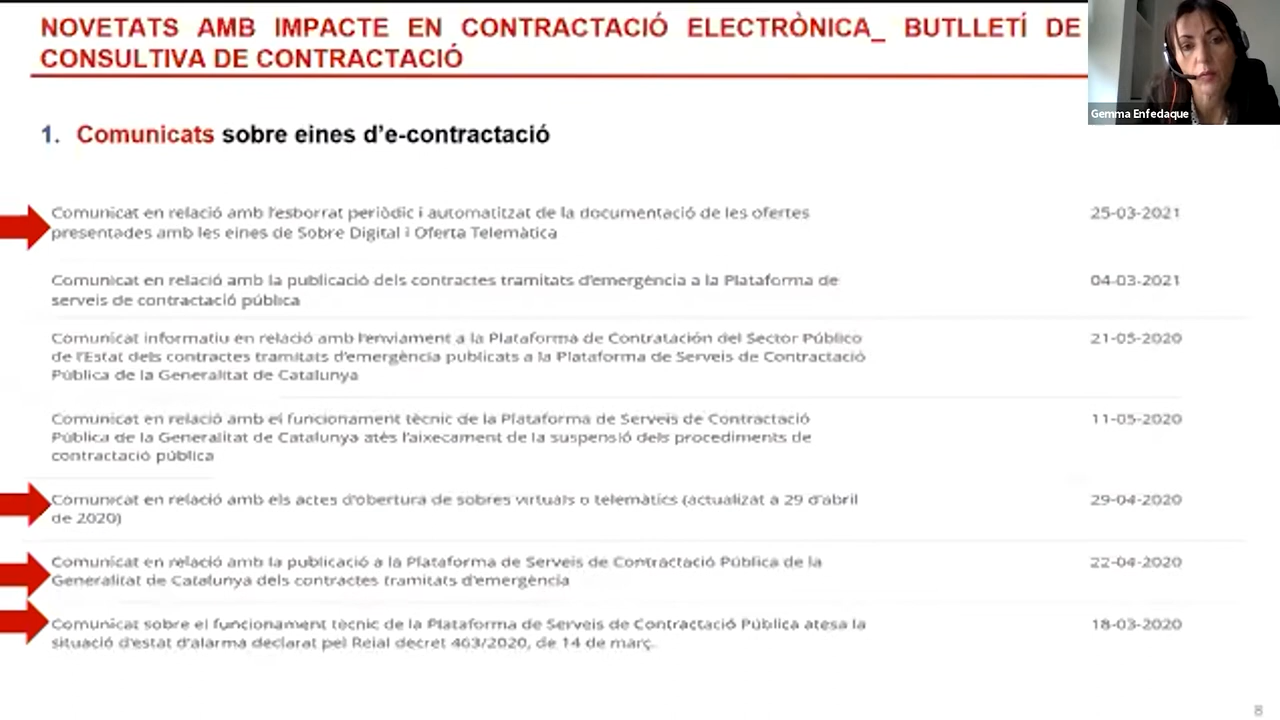 NOVETATS AMB IMPACTE EN CONTRACTACIÓ ELECTRÒNICA_ BUTLLETÍ DE
CONSULTIVA DE CONTRACTACIÓ
Gemma Enfedaque
1. Comunicats sobre eines d'e-contractació
Comunicat en relació amb l'esborrat periòdic i automatitzat de la documentació de les ofertes 25-03-2021
presentades amb les eines de Sobre Digital i Oferta Telemàtica
Comunicat en relació amb la publicació dels contractes tramitats d'emergència a la Plataforma de 04-03-2021
serveis de contractació pública
Comunicat informatiu en relació amb l'enviament a la Plataforma de Contratación del Sector Público 21-05-2020
de l'Estat dels contractes tramitats d'emergència publicats a la Plataforma de Serveis de Contractació
Pública de la Generalitat de Catalunya
Comunicat en relació amb el funcionament tècnic de la Plataforma de Serveis de Contractació 11-05-2020
Pública de la Generalitat de Catalunya atès l'aixecament de la suspensió dels procediments de
contractació pública
Comunicat en relació amb els actes d'obertura de sobres virtuals o telemàtics (actualizat a 29 d'abril 29-04-2020
de 2020)
Comunicat en relació amb la publicació a la Plataforma de Serveis de Contractació Pública de la 22-04-2020
Generalitat de Catalunya dels contractes tramitats d'emergència
Comunicat sobre el funcionament tècnic de la Plataforma de Serveis de Contractació Pública atesa la 18-03-2020
situació d'estat d'alarma declarat pel Reial decret 463/2020, de 14 de març.
8